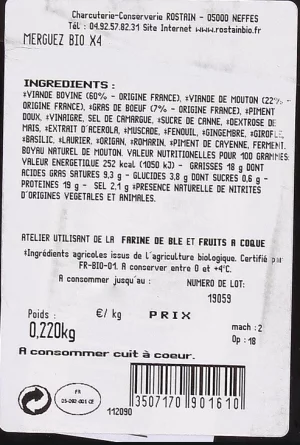 Charcuterie-Conserverie ROSTAIN - 05000 NEFFES
Tél : 04.92.57.82.31 Site Internet www.rostainbio.fr
MERGUEZ BIO X4
INGREDIENTS :
‡VIANDE BOVINE (60% - ORIGINE FRANCE), ‡VIANDE DE MOUTON (22% -
ORIGINE FRANCE), ‡GRAS DE BOEUF (7% - ORIGINE FRANCE), ‡PIMENT
DOUX, ‡VINAIGRE, SEL DE CAMARGUE, ‡SUCRE DE CANNE, ‡DEXTROSE DE
MAIS, ‡EXTRAIT D'ACEROLA, ‡MUSCADE, ‡FENOUIL, ‡GINGEMBRE, ‡GIROFLE,
‡BASILIC, ‡LAURIER, ‡ORIGAN, ‡ROMARIN, ‡PIMENT DE CAYENNE, FERMENT.
BOYAU NATUREL DE MOUTON. VALEUR NUTRITIONNELLES POUR 100 GRAMMES:
VALEUR ENERGETIQUE 252 kcal (1050 kJ) - GRAISSES 18 g DONT
ACIDES GRAS SATURES 9,3 g - GLUCIDES 3,8 g DONT SUCRES 0,6 g -
PROTEINES 19 g - SEL 2,1 g ‡PRESENCE NATURELLE DE NITRITES
D'ORIGINES VEGETALES ET ANIMALES.
ATELIER UTILISANT DE LA FARINE DE BLE ET FRUITS A COQUE
‡Ingrédients agricoles issus de l'agriculture biologique. Certifié par
FR-BIO-01. A conserver entre 0 et +4°C.
A consommer jusqu'au : NUMERO DE LOT:
19059
Poids : €/ kg PRIX
0,220kg
mach : 2
Op : 18
A consommer cuit à coeur.
FR
05-092-001 CE
112090
3507170 901610